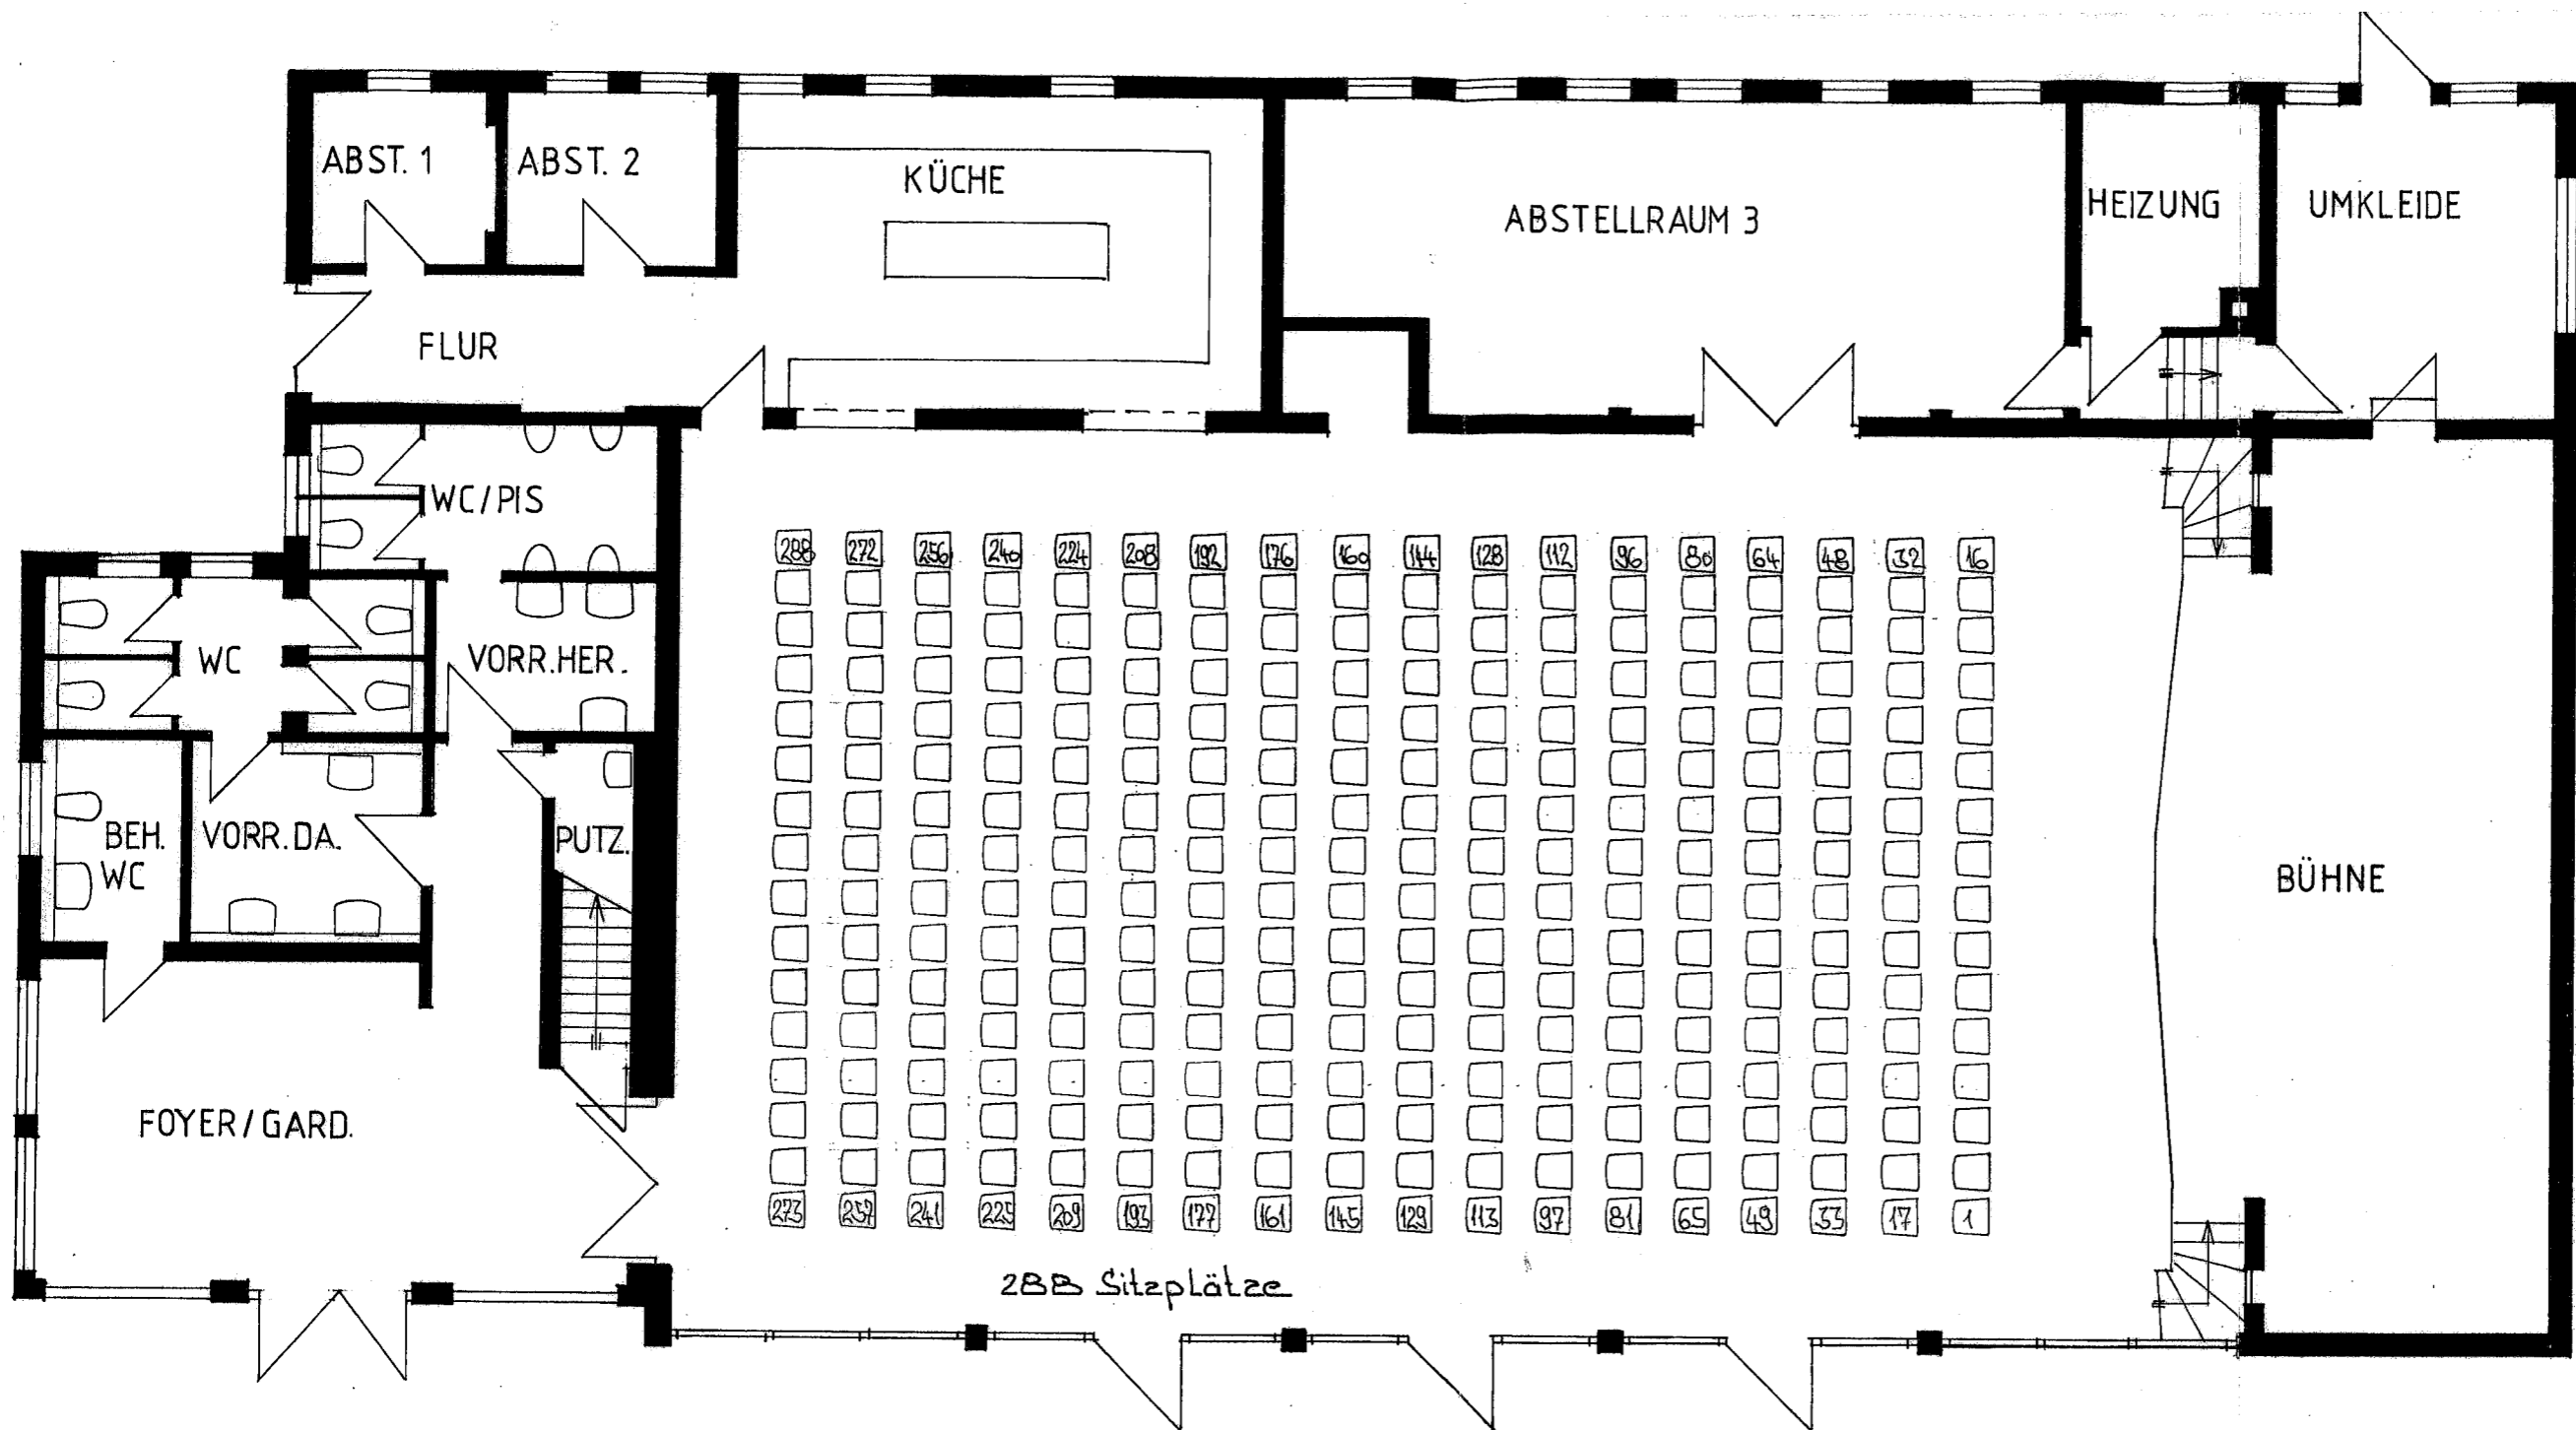 ABST. 1
ABST. 2
KÜCHE
ABSTELLRAUM 3
HEIZUNG
UMKLEIDE
FLUR
WC/PIS
WC
VORR.HER.
BEH.
WC
VORR.DA.
PUTZ.
FOYER/GARD.
BÜHNE
288 272 256 240 224 208 192 176 160 144 128 112 96 80 64 48 32 16
273 257 241 225 209 193 177 161 145 129 113 97 81 65 49 33 17 1
288 Sitzplätze